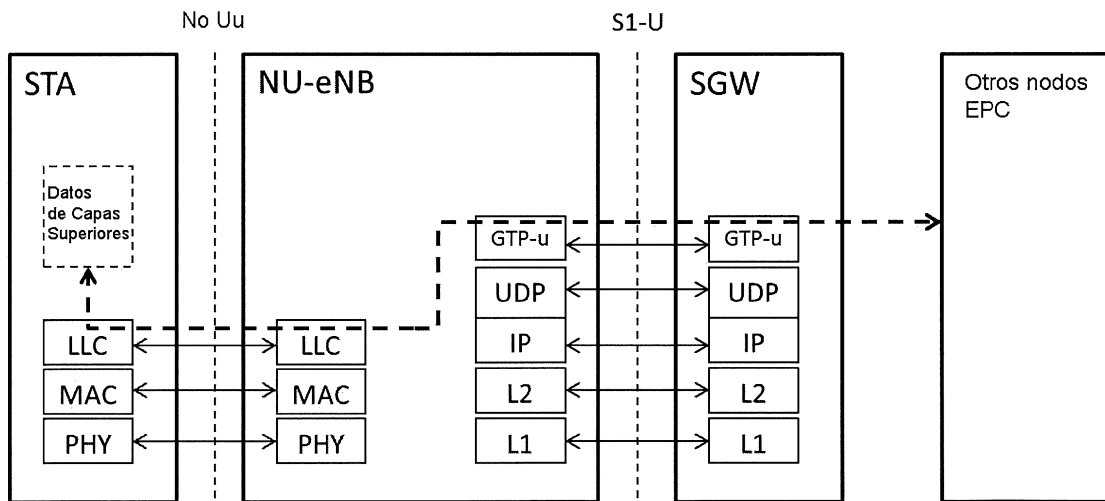 No Uu
S1-U
STA
NU-eNB
SGW
Otros nodos
EPC
Datos
de Capas
Superiores
GTP-u
GTP-u
UDP
UDP
LLC
LLC
IP
IP
MAC
MAC
L2
L2
PHY
PHY
L1
L1